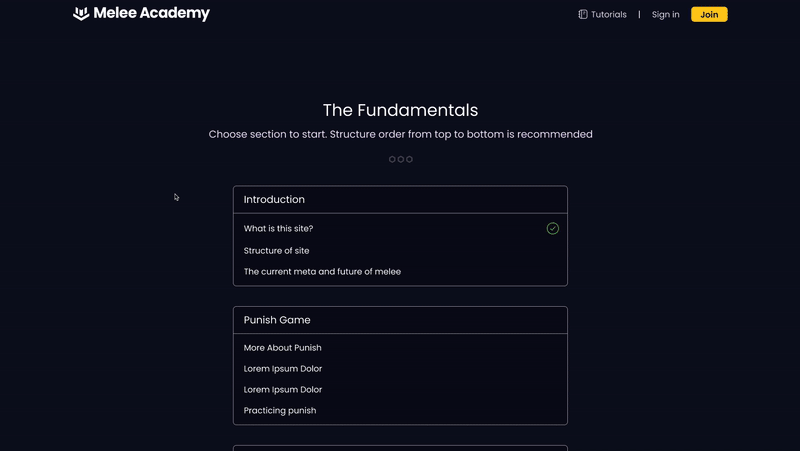 Melee Academy
Tutorials | Sign in Join
The Fundamentals
Choose section to start. Structure order from top to bottom is recommended
Introduction
What is this site?
Structure of site
The current meta and future of melee
Punish Game
More About Punish
Lorem Ipsum Dolor
Lorem Ipsum Dolor
Practicing punish